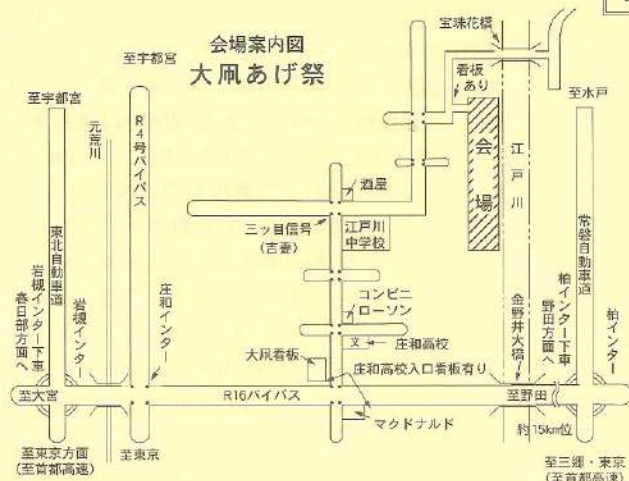 会場案内図
大凧あげ祭
宝珠花橋
看板
あり
至宇都宮
至宇都宮
至水戸
元荒川
R4号バイパス
会場
江戸川
酒屋
三ッ目信号
(吉妻)
江戸川
中学校
東北自動車道
常磐自動車道
岩槻インター下車
春日部方面へ
岩槻インター
庄和インター
コンビニ
ローソン
文
庄和高校
大凧看板
庄和高校入口看板有り
金野井大橋
柏インター下車
野田方面へ
柏インター
至大宮
R16バイパス
至野田
マクドナルド
約15km位
至東京方面
(至首都高速)
至東京
至三郷・東京
(至首都高速)